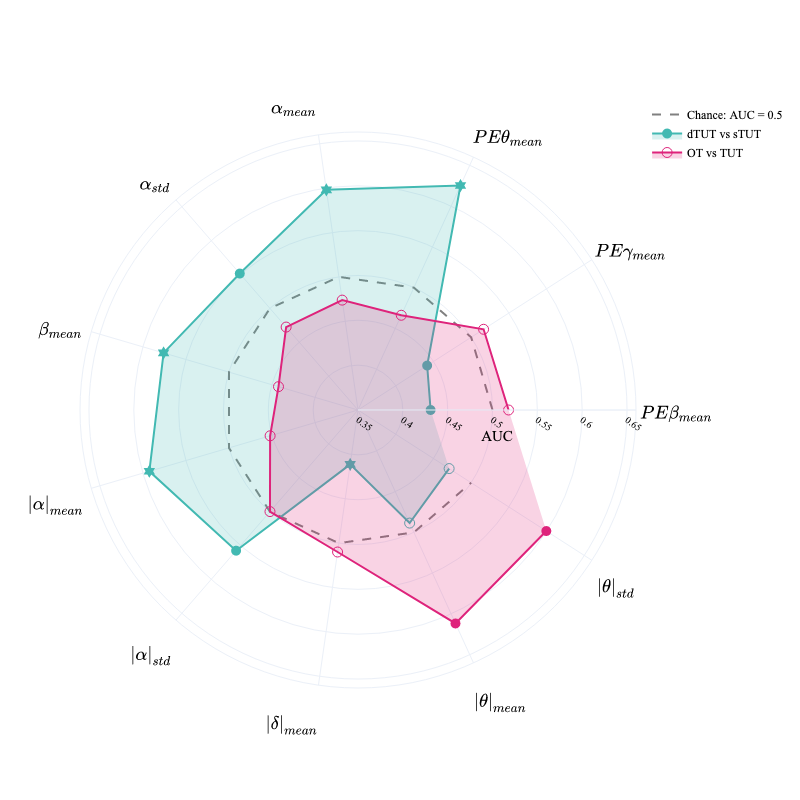 α_mean
PEθ_mean
Chance: AUC = 0.5
dTUT vs sTUT
OT vs TUT
α_std
PEγ_mean
β_mean
PEβ_mean
0.35
0.4
0.45
0.5
0.55
0.6
0.65
AUC
|α|_mean
|θ|_std
|α|_std
|θ|_mean
|δ|_mean